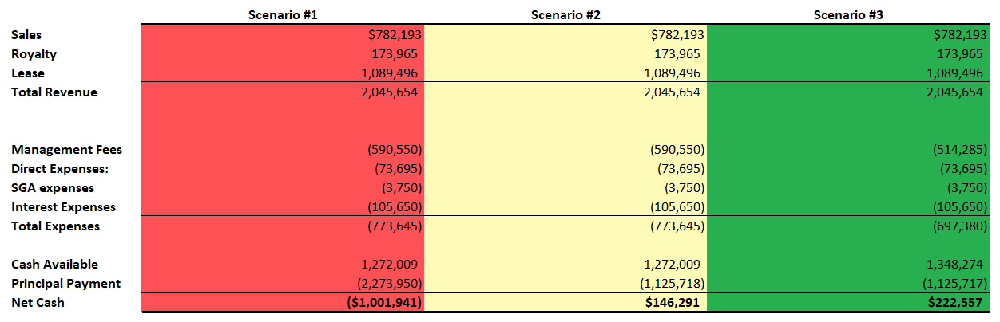 Scenario #1 Scenario #2 Scenario #3
Sales $782,193 $782,193 $782,193
Royalty 173,965 173,965 173,965
Lease 1,089,496 1,089,496 1,089,496
Total Revenue 2,045,654 2,045,654 2,045,654
Management Fees (590,550) (590,550) (514,285)
Direct Expenses: (73,695) (73,695) (73,695)
SGA expenses (3,750) (3,750) (3,750)
Interest Expenses (105,650) (105,650) (105,650)
Total Expenses (773,645) (773,645) (697,380)
Cash Available 1,272,009 1,272,009 1,348,274
Principal Payment (2,273,950) (1,125,718) (1,125,717)
Net Cash ($1,001,941) $146,291 $222,557